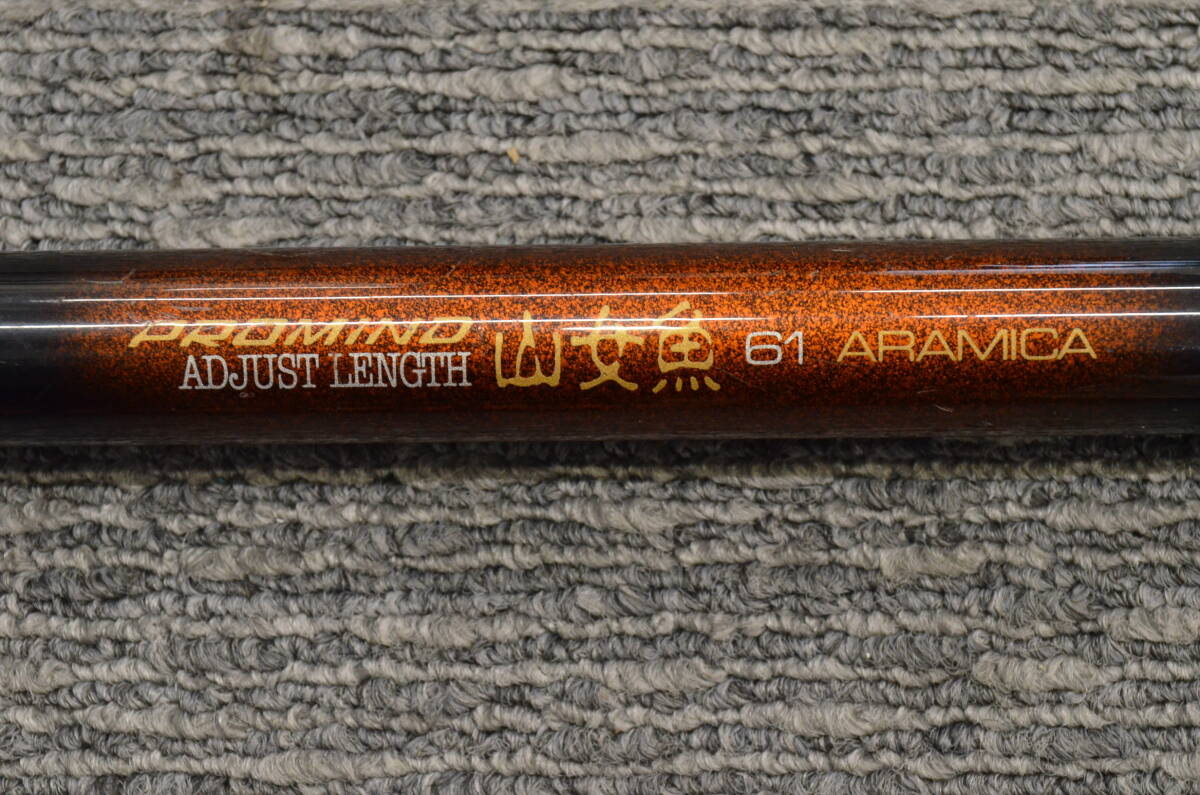 PROMIND
ADJUST LENGTH
山女魚 61 ARAMICA